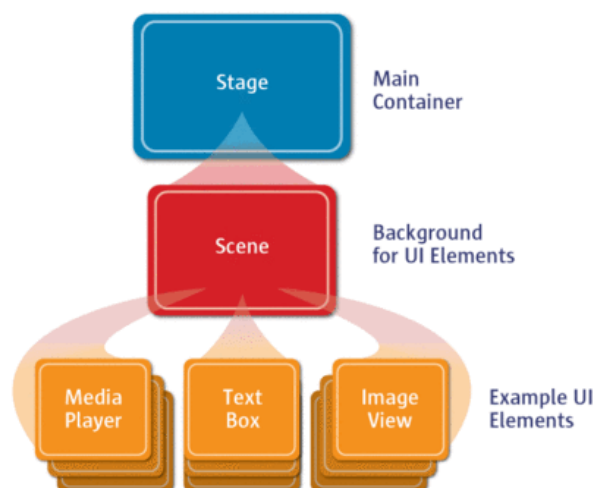 Stage
Main
Container
Scene
Background
for UI Elements
Media
Player
Text
Box
Image
View
Example UI
Elements